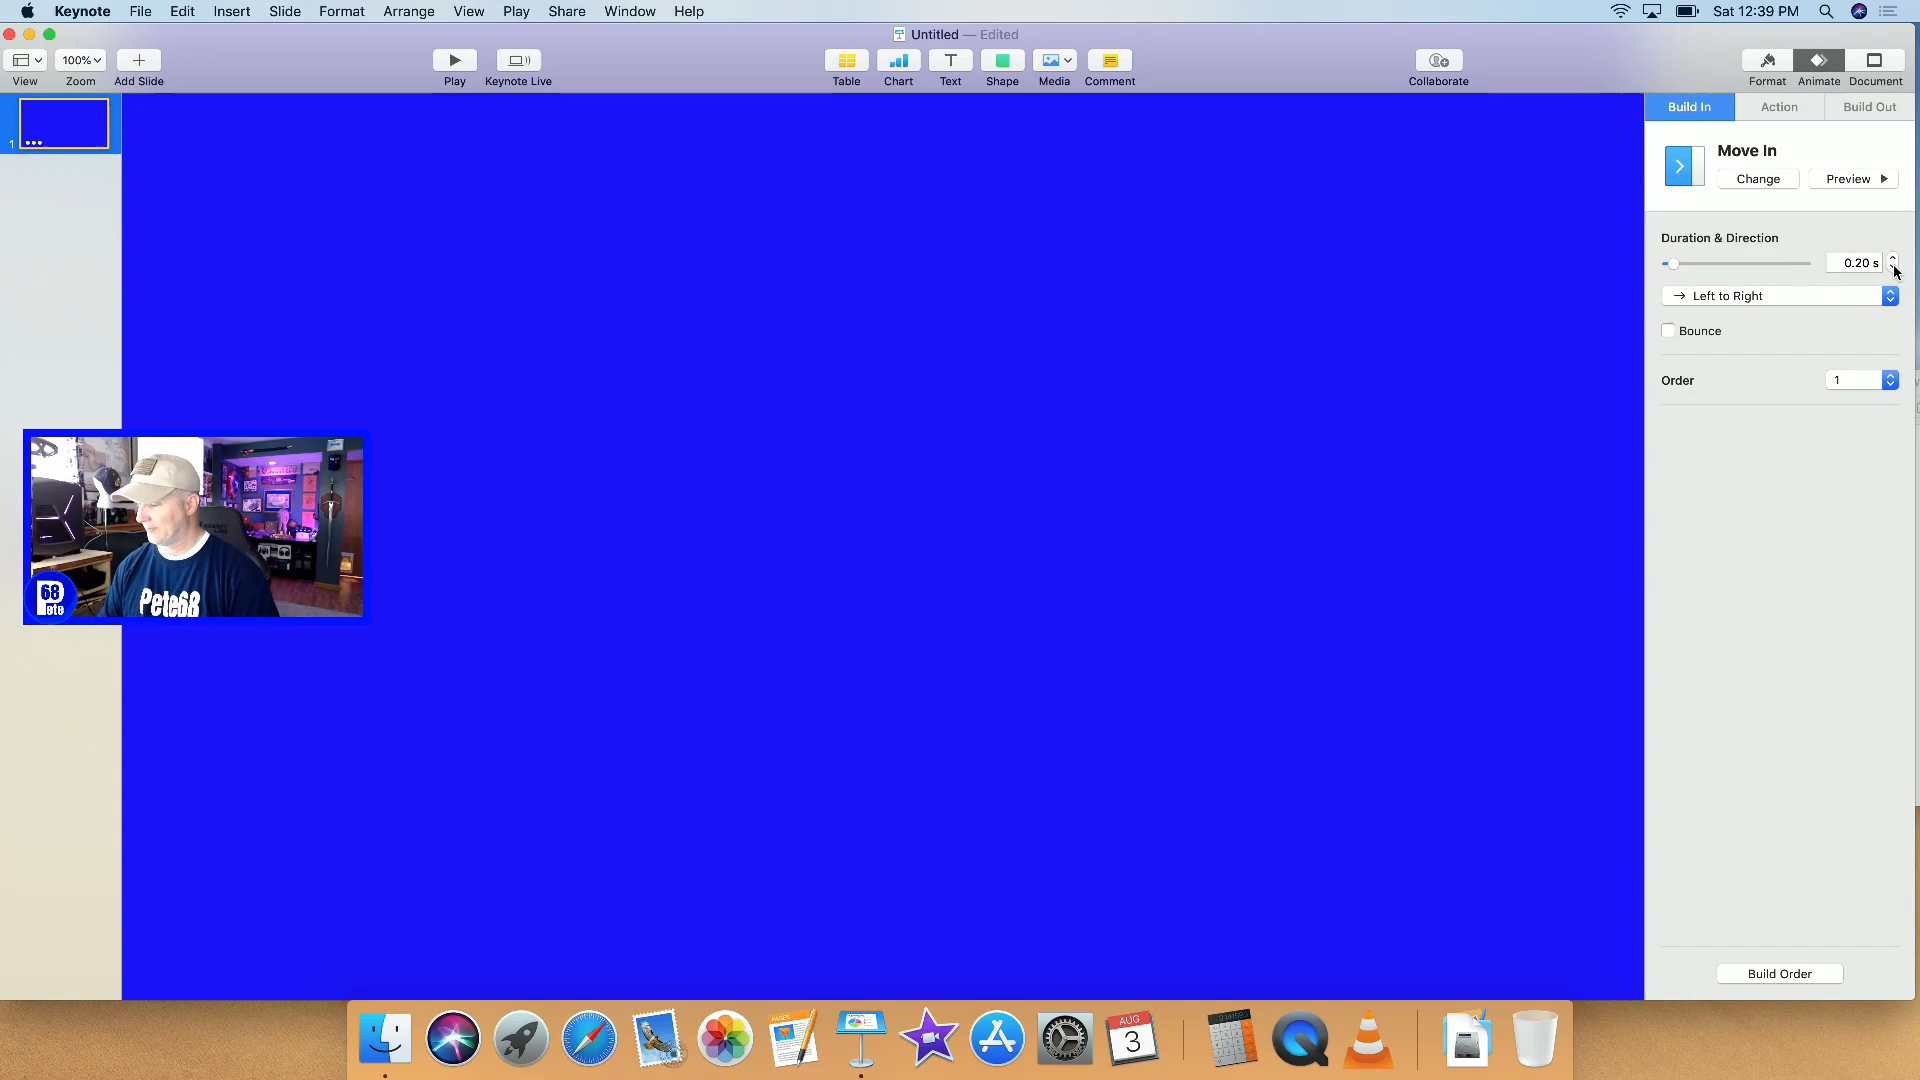 Keynote File Edit Insert Slide Format Arrange View Play Share Window Help
Sat 12:39 PM
Untitled — Edited
100%
View Zoom Add Slide Play Keynote Live Table Chart Text Shape Media Comment Collaborate Format Animate Document
Build In Action Build Out
1
Move In
Change Preview
Duration & Direction
0.20 s
→ Left to Right
Bounce
Order 1
68
Pete
Pete68
Build Order
PAGES
AUG
3